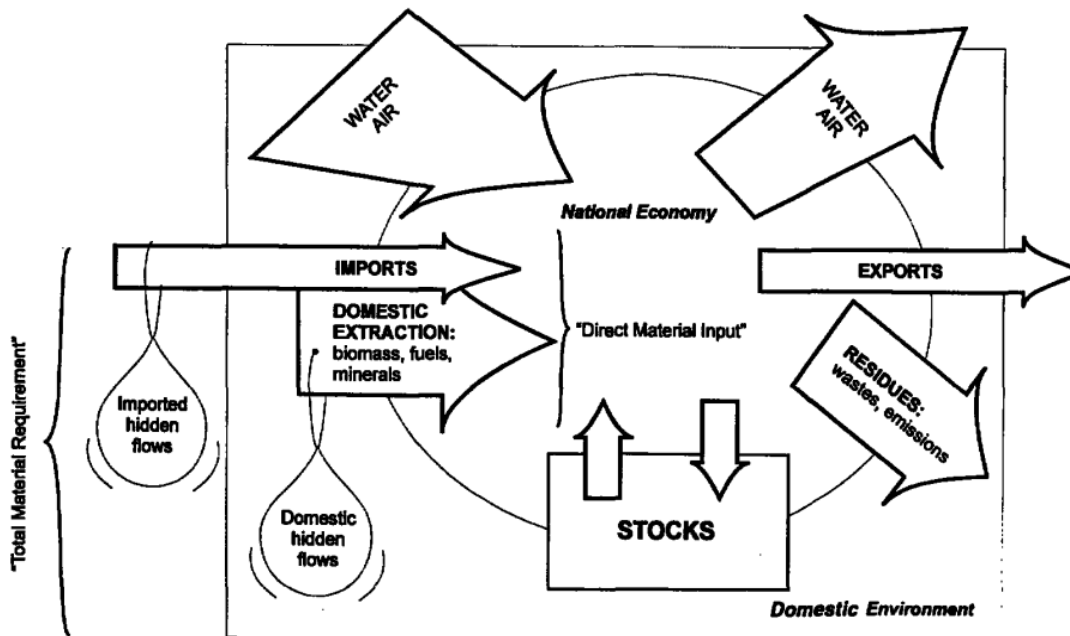 WATER
AIR
WATER
AIR
National Economy
IMPORTS
EXPORTS
DOMESTIC
EXTRACTION:
biomass, fuels,
minerals
"Direct Material Input"
RESIDUES:
wastes, emissions
"Total Material Requirement"
Imported
hidden
flows
Domestic
hidden
flows
STOCKS
Domestic Environment